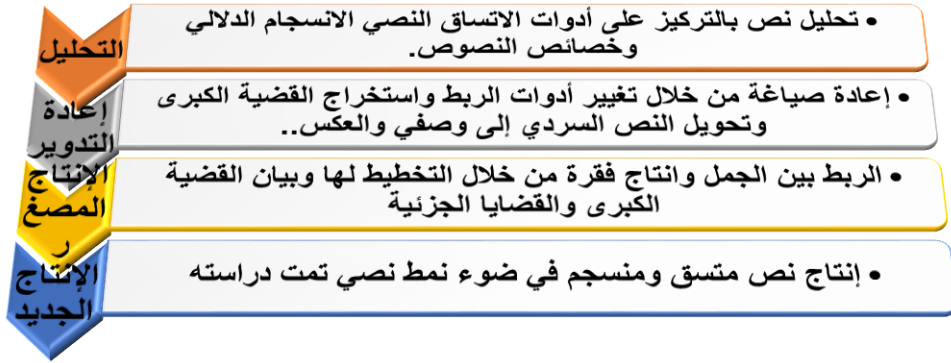 التحليل
• تحليل نص بالتركيز على أدوات الاتساق النصي الانسجام الدلالي
وخصائص النصوص.
إعادة
التدوير
• إعادة صياغة من خلال تغيير أدوات الربط واستخراج القضية الكبرى
وتحويل النص السردي إلى وصفي والعكس..
الإنتاج
المصغ
ر
• الربط بين الجمل وانتاج فقرة من خلال التخطيط لها وبيان القضية
الكبرى والقضايا الجزئية
الإنتاج
الجديد
• إنتاج نص متسق ومنسجم في ضوء نمط نصي تمت دراسته